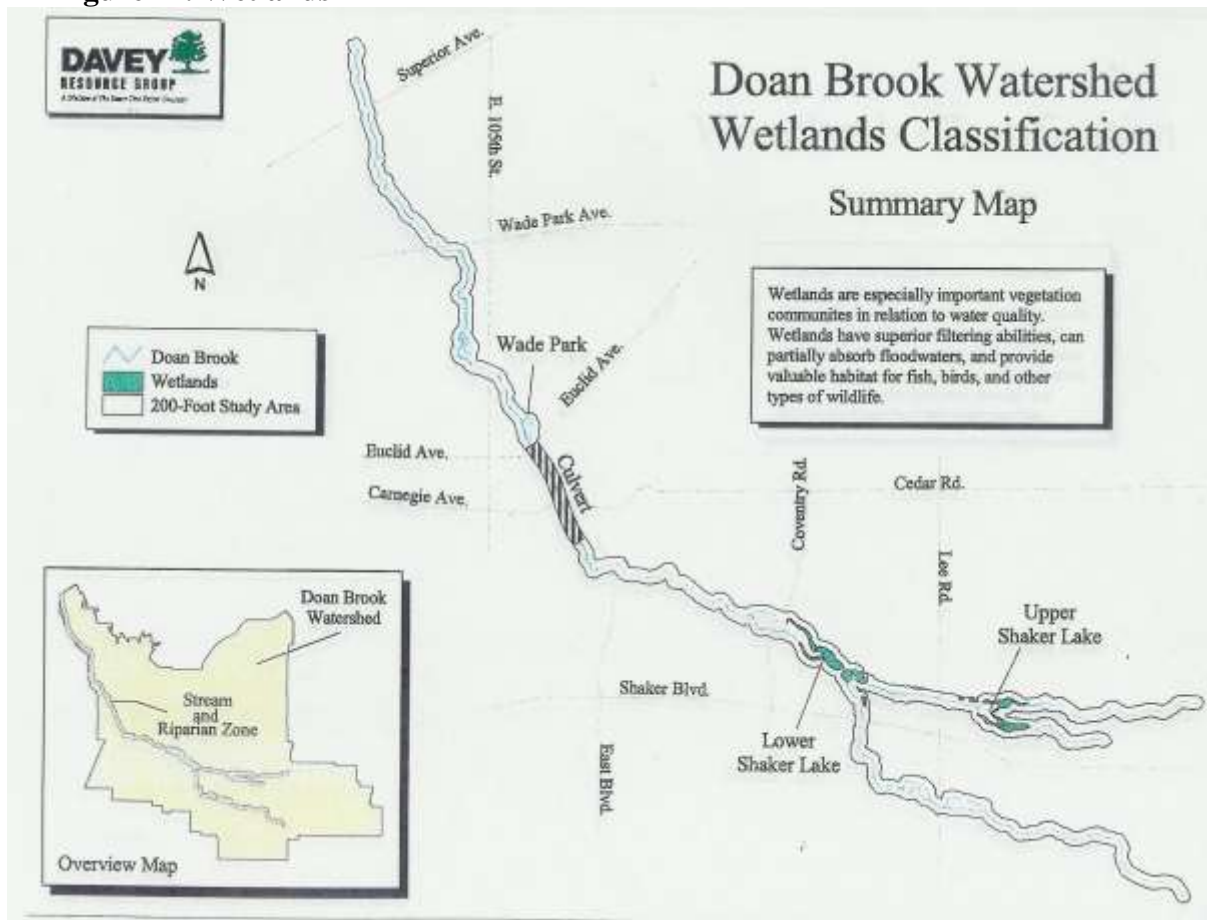 DAVEY
RESOURCE GROUP
Doan Brook Watershed
Wetlands Classification
Summary Map
Wetlands are especially important vegetation
communites in relation to water quality.
Wetlands have superior filtering abilities, can
partially absorb floodwaters, and provide
valuable habitat for fish, birds, and other
types of wildlife.
Superior Ave.
E. 105th St.
Wade Park Ave.
N
Doan Brook
Wetlands
200-Foot Study Area
Wade Park
Euclid Ave.
Euclid Ave.
Carnegie Ave.
Culvert
Coventry Rd.
Cedar Rd.
Lee Rd.
Upper
Shaker Lake
Shaker Blvd.
Lower
Shaker Lake
East Blvd.
Doan Brook
Watershed
Stream
and
Riparian Zone
Overview Map